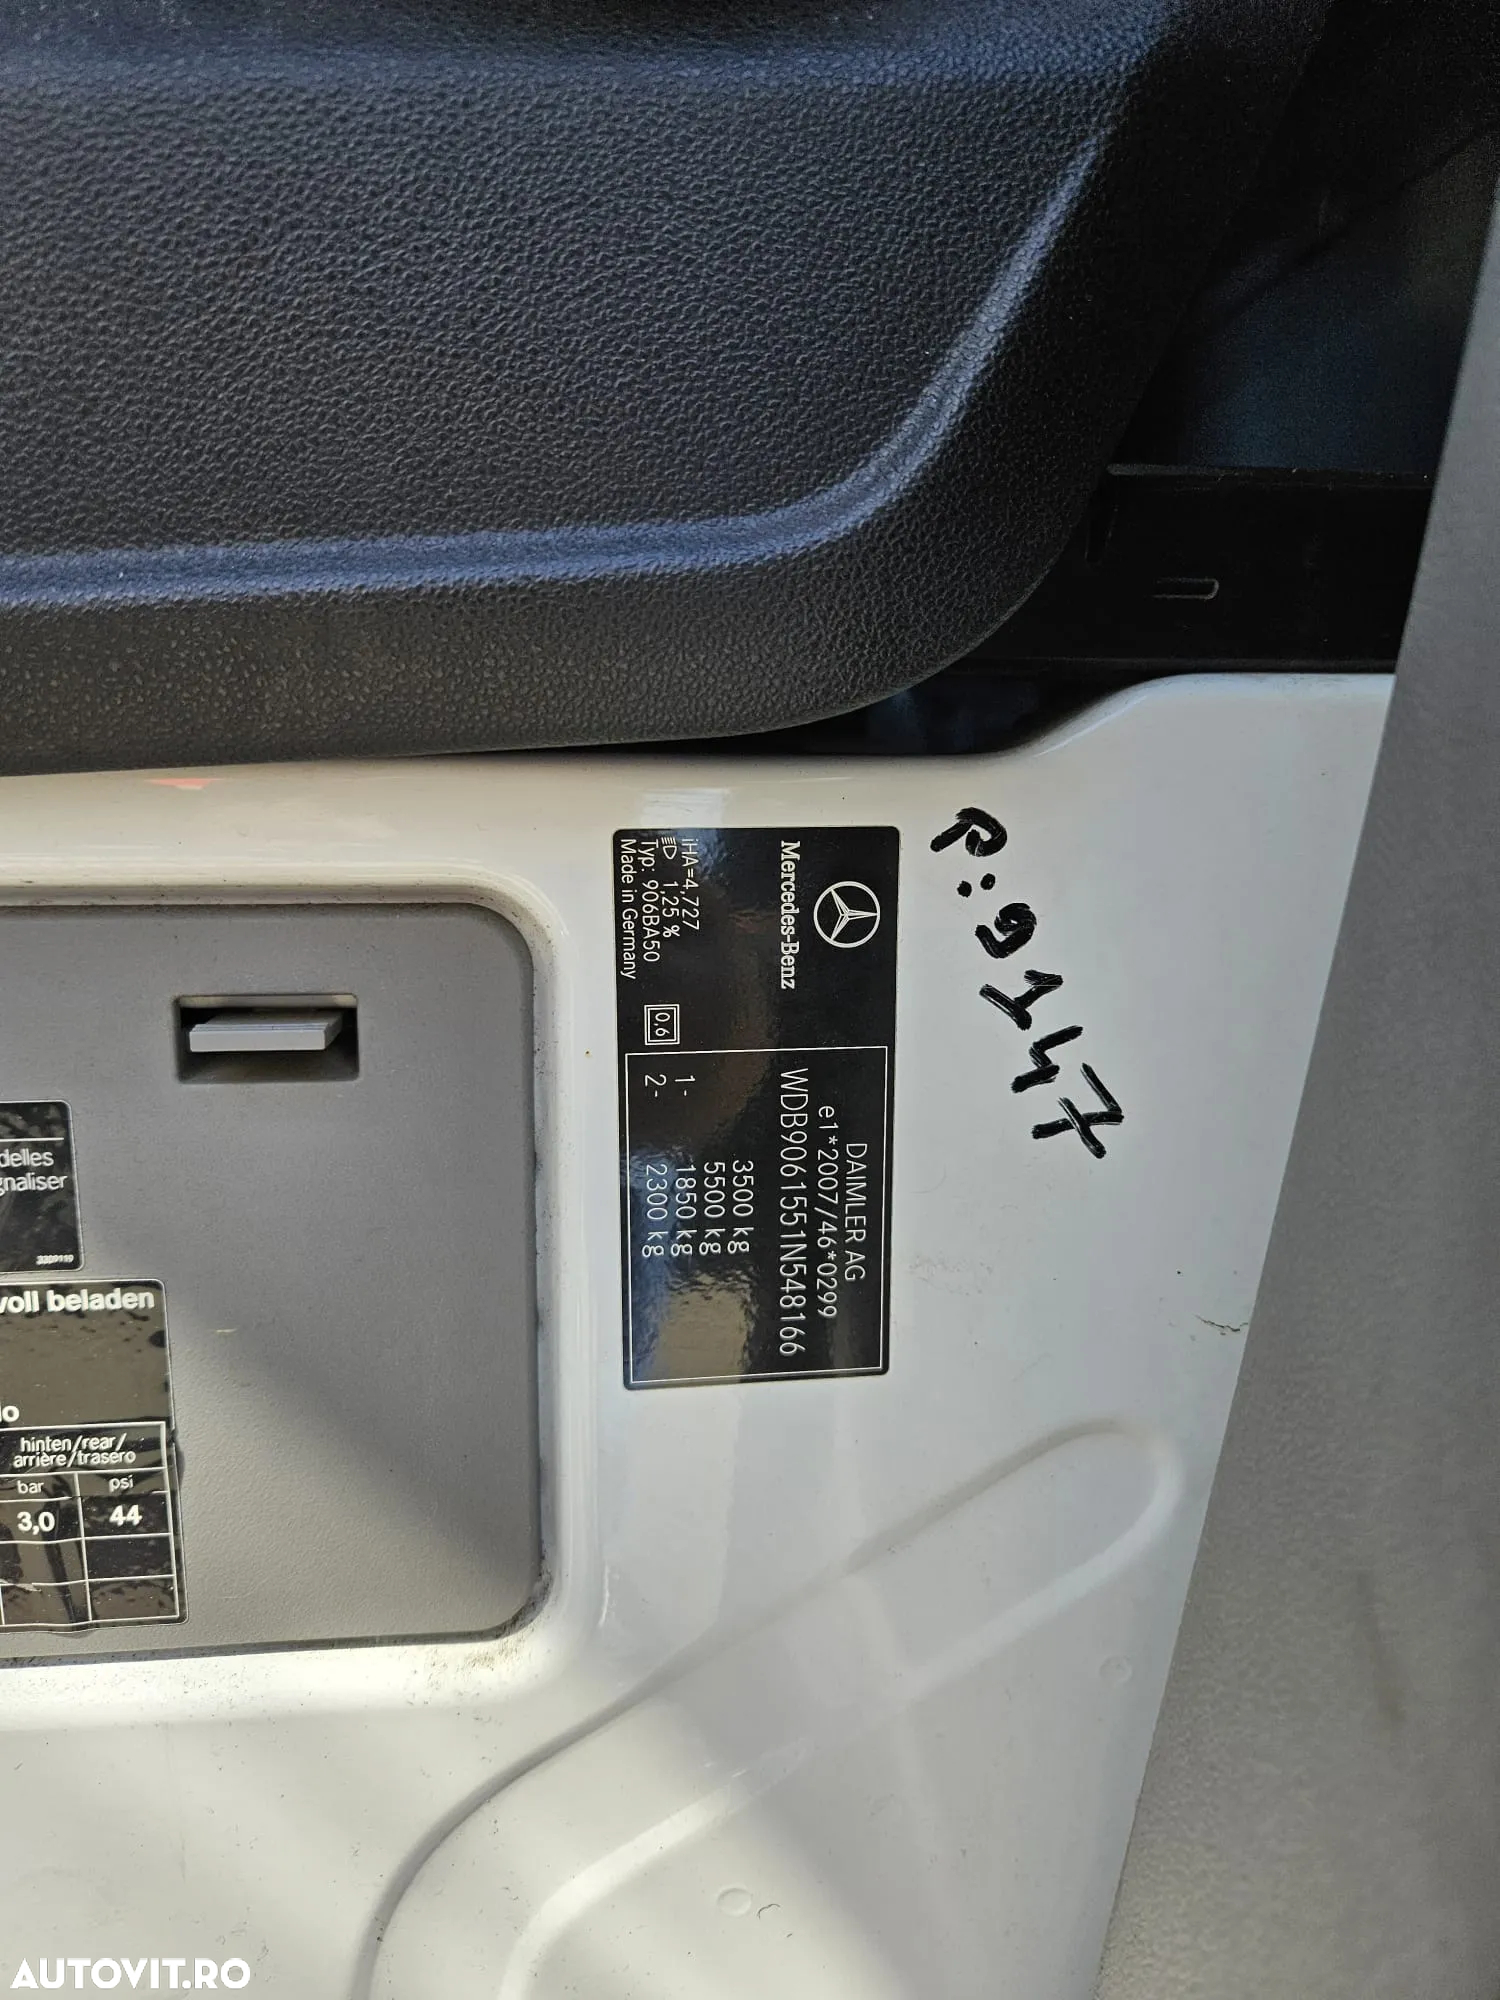 Mercedes-Benz
iHA=4,727
1,25 %
Typ: 906BA50
Made in Germany
0,6
DAIMLER AG
e1*2007/46*0299
WDB9061551N548166
3500 kg
5500 kg
1- 1850 kg
2- 2300 kg
P:9147
delles
gnaliser
voll beladen
hinten/rear/
arrière/trasero
bar psi
3,0 44
AUTOVIT.RO